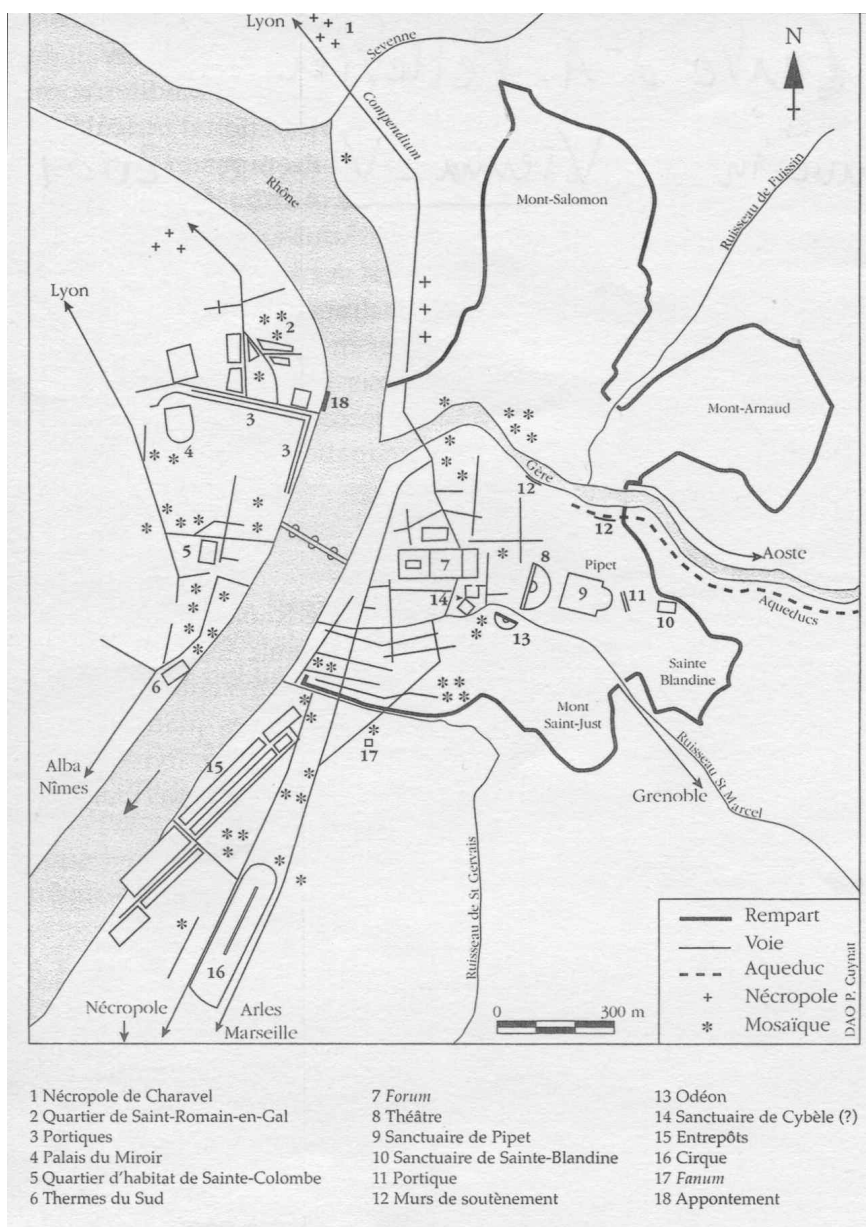 Lyon
1
Sevenne
N
Compendium
Rhône
Mont-Salomon
Ruisseau de Fuissin
Lyon
2
18
3
3
4
Mont-Arnaud
Gère
12
12
Aoste
5
7
8
Pipet
9
11
10
Aqueducs
14
13
6
Sainte
Blandine
Mont
Saint-Just
17
15
Alba
Nîmes
Grenoble
Ruisseau St Marcel
Ruisseau de St Gervais
16
Nécropole
Arles
Marseille
0 300 m
Rempart
Voie
Aqueduc
Nécropole
Mosaïque
DAO P. Cuynat
1 Nécropole de Charavel
2 Quartier de Saint-Romain-en-Gal
3 Portiques
4 Palais du Miroir
5 Quartier d'habitat de Sainte-Colombe
6 Thermes du Sud
7 Forum
8 Théâtre
9 Sanctuaire de Pipet
10 Sanctuaire de Sainte-Blandine
11 Portique
12 Murs de soutènement
13 Odéon
14 Sanctuaire de Cybèle (?)
15 Entrepôts
16 Cirque
17 Fanum
18 Appontement